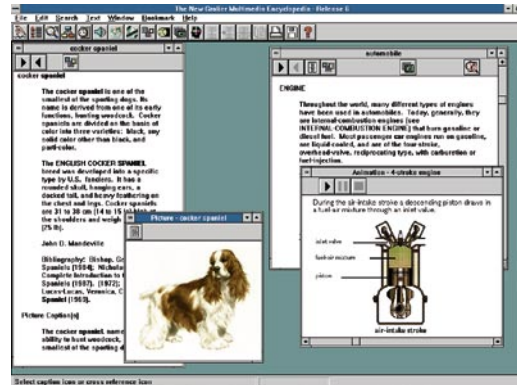 The New Grolier Multimedia Encyclopedia - Release 6
File Edit Search Text Window Bookmark Help
cocker spaniel
cocker spaniel
The cocker spaniel is one of the
smallest of the sporting dogs. Its
name is derived from one of its early
functions, hunting woodcock. Cocker
spaniels are divided on the basis of
color into three varieties: black, any
solid color other than black, and
parti-color.
The ENGLISH COCKER SPANIEL
breed was developed into a specific
type by U.S. fanciers. It has a
rounded skull, hanging ears, a
docked tail, and heavy feathering on
the chest and legs. Cocker spaniels
are 31 to 38 cm (14 to 15
the shoulders and weigh
(25 lb).
John D. Mandeville
Bibliography: Bishop, G
Spaniels (1984); Nichola
Complete Introduction t
Spaniels (1987), (1972);
Lucas-Lucas, Veronica, C
Spaniel (1969).
Picture Caption(s)
The cocker spaniel, name
ability to hunt woodcock,
smallest of the sporting d
Picture - cocker spaniel
automobile
ENGINE
Throughout the world, many different types of engines
have been used in automobiles. Today, generally, they
are internal-combustion engines (see
INTERNAL-COMBUSTION ENGINE) that burn gasoline or
diesel fuel. Most passenger car engines run on gasoline,
are liquid-cooled, and are of the four stroke,
overhead-valve, reciprocating type, with carburetion or
fuel-injection.
Animation - 4-stroke engine
During the air-intake stroke a descending piston draws in
a fuel-air mixture through an inlet valve.
inlet valve
fuel-air mixture
piston
air-intake stroke
Select caption icon or cross reference icon